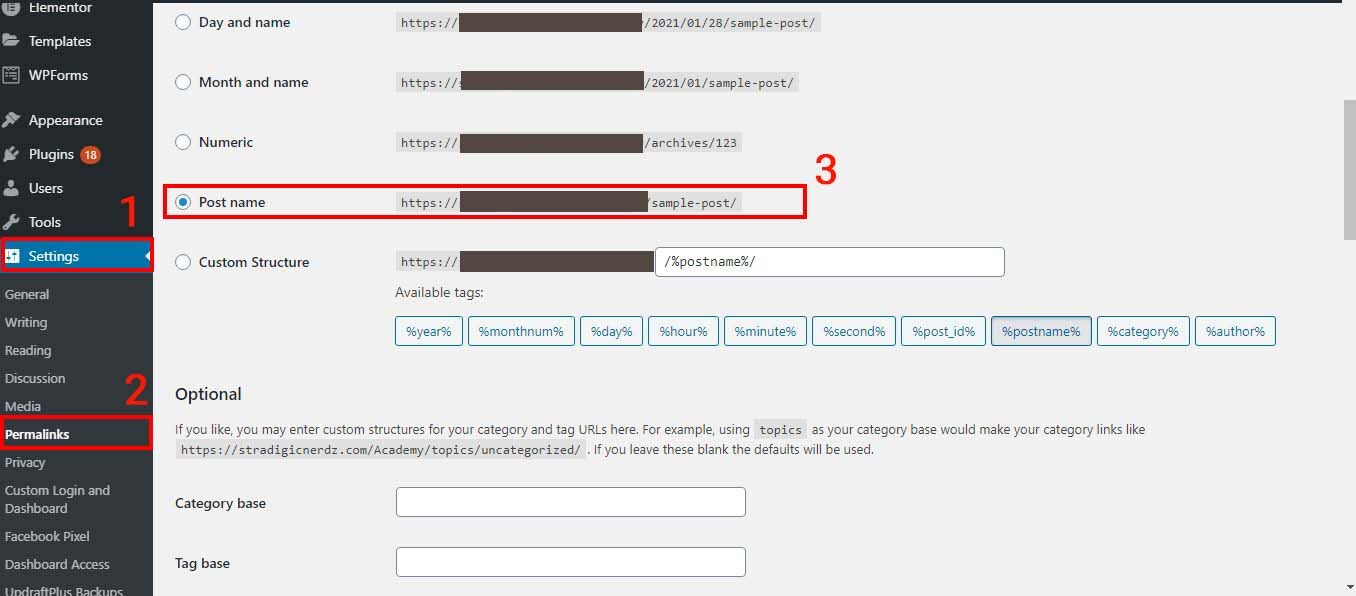 Elementor
Templates
WPForms
Appearance
Plugins 18
Users
Tools
1
Settings
General
Writing
Reading
Discussion
Media
2
Permalinks
Privacy
Custom Login and
Dashboard
Facebook Pixel
Dashboard Access
UpdraftPlus Backups
Day and name https:// /2021/01/28/sample-post/
Month and name https:// /2021/01/sample-post/
Numeric https:// /archives/123
3
Post name https:// /sample-post/
Custom Structure https:// /%postname%/
Available tags:
%year% %monthnum% %day% %hour% %minute% %second% %post_id% %postname% %category% %author%
Optional
If you like, you may enter custom structures for your category and tag URLs here. For example, using topics as your category base would make your category links like
https://stradigicnerdz.com/Academy/topics/uncategorized/ . If you leave these blank the defaults will be used.
Category base
Tag base